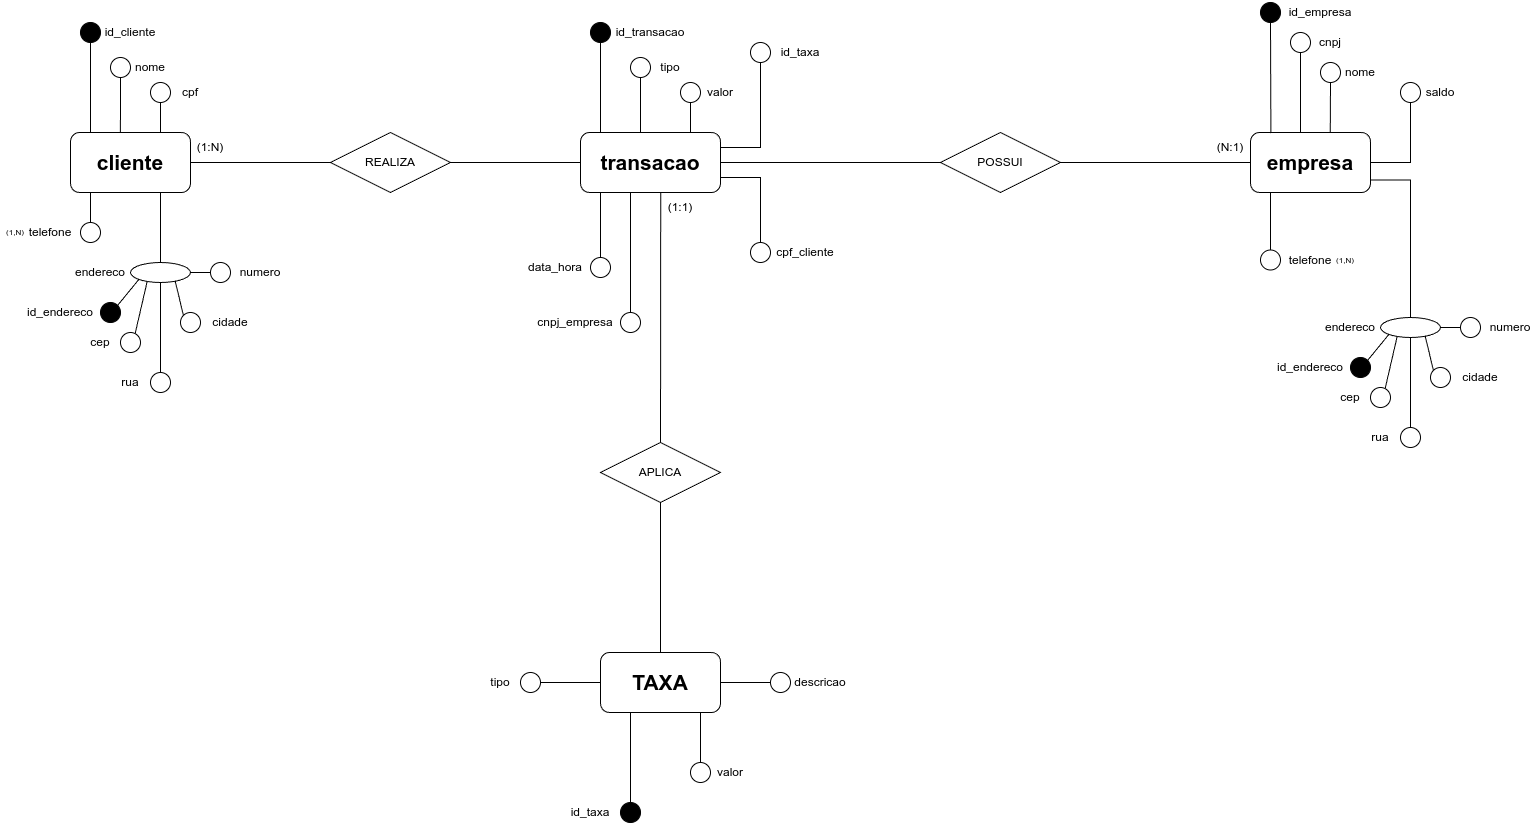 id_cliente
nome
cpf
cliente
(1:N)
(1,N) telefone
endereco
numero
id_endereco
cidade
cep
rua
REALIZA
id_transacao
tipo
valor
id_taxa
transacao
(1:1)
data_hora
cpf_cliente
cnpj_empresa
POSSUI
id_empresa
cnpj
nome
saldo
(N:1)
empresa
telefone (1,N)
endereco
numero
id_endereco
cidade
cep
rua
APLICA
TAXA
tipo
descricao
valor
id_taxa